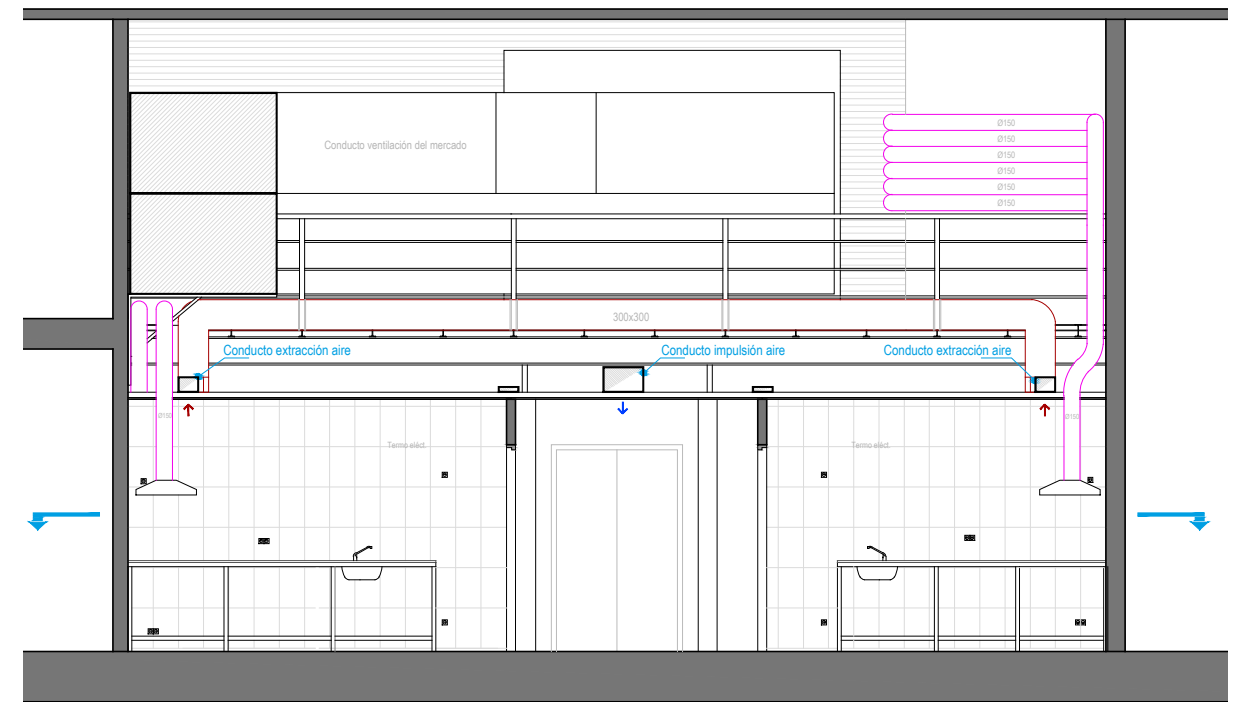 Ø150
Conducto ventilación del mercado
Ø150
Ø150
Ø150
Ø150
Ø150
300x300
Conducto extracción aire
Conducto impulsión aire
Conducto extracción aire
Ø150
Ø150
Termo eléct.
Termo eléct.